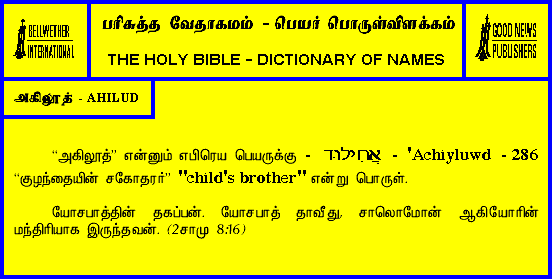 BELLWETHER
INTERNATIONAL
பரிசுத்த வேதாகமம் - பெயர் பொருள்விளக்கம்
THE HOLY BIBLE - DICTIONARY OF NAMES
GOOD NEWS
PUBLISHERS
அகிலூத் - AHILUD
“அகிலூத்” என்னும் எபிரெய பெயருக்கு - אֲחִילוּד - 'Achiyluwd - 286
“குழந்தையின் சகோதரர்” "child's brother" என்று பொருள்.
யோசபாத்தின் தகப்பன். யோசபாத் தாவீது, சாலொமோன் ஆகியோரின்
மந்திரியாக இருந்தவன். (2சாமு 8:16)